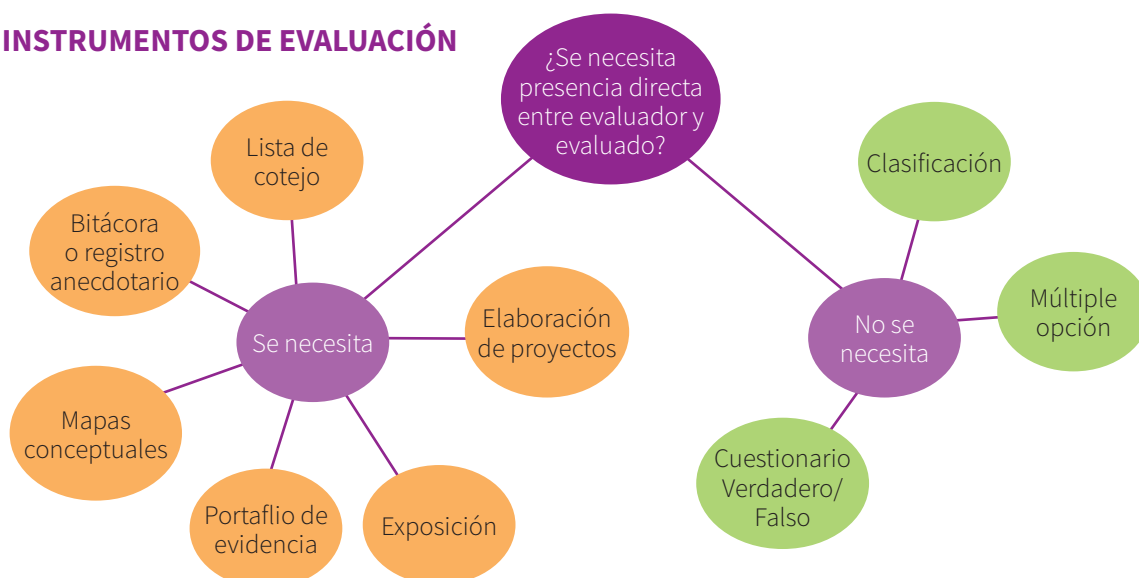 INSTRUMENTOS DE EVALUACIÓN
¿Se necesita
presencia directa
entre evaluador y
evaluado?
Lista de
cotejo
Bitácora
o registro
anecdotario
Se necesita
Elaboración
de proyectos
Mapas
conceptuales
Portaflio de
evidencia
Exposición
Clasificación
No se
necesita
Múltiple
opción
Cuestionario
Verdadero/
Falso